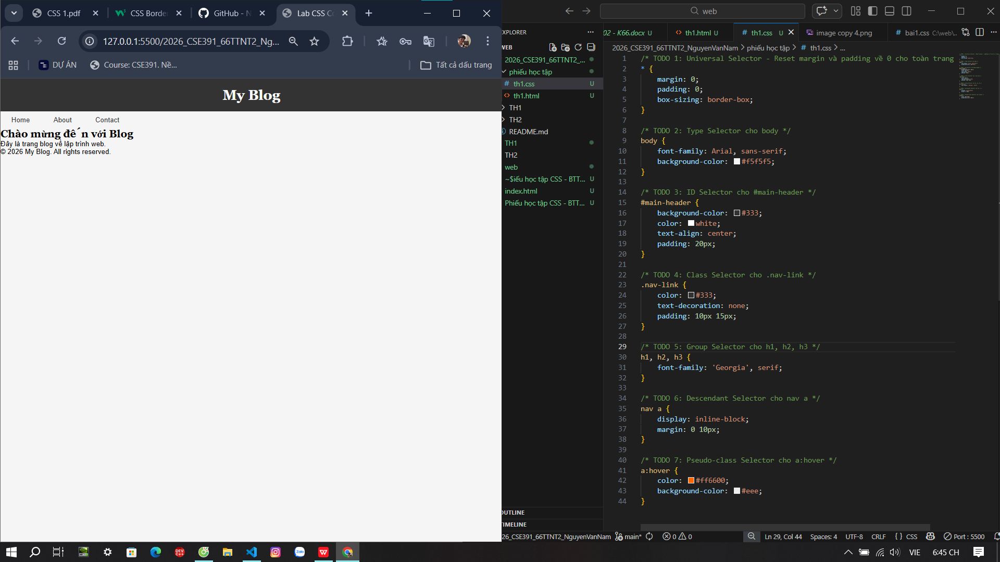 CSS 1.pdf
CSS Borde
GitHub - N
Lab CSS C
127.0.0.1:5500/2026_CSE391_66TTNT2_Ng...
DỰ ÁN
Course: CSE391. Nề...
Tất cả dấu trang
My Blog
Home
About
Contact
Chào mừng đến với Blog
Đây là trang blog về lập trình web.
© 2026 My Blog. All rights reserved.
web
XPLORER
WEB
2026_CSE391_66TTNT2_...
phiếu học tập
# th1.css U
<> th1.html U
TH1
TH2
README.md
TH1
TH2
web
~$iếu học tập CSS - BTT... U
index.html U
Phiếu học tập CSS - BTT... U
OUTLINE
TIMELINE
02 - K66.docx U
<> th1.html U
# th1.css U
image copy 4.png
# bai1.css C:\web\..
2026_CSE391_66TTNT2_NguyenVanNam > phiếu học tập > # th1.css > ...
1 /* TODO 1: Universal Selector - Reset margin và padding về 0 cho toàn trang
2 * {
3 margin: 0;
4 padding: 0;
5 box-sizing: border-box;
6 }
7
8 /* TODO 2: Type Selector cho body */
9 body {
10 font-family: Arial, sans-serif;
11 background-color: #f5f5f5;
12 }
13
14 /* TODO 3: ID Selector cho #main-header */
15 #main-header {
16 background-color: #333;
17 color: white;
18 text-align: center;
19 padding: 20px;
20 }
21
22 /* TODO 4: Class Selector cho .nav-link */
23 .nav-link {
24 color: #333;
25 text-decoration: none;
26 padding: 10px 15px;
27 }
28
29 /* TODO 5: Group Selector cho h1, h2, h3 */
30 h1, h2, h3 {
31 font-family: 'Georgia', serif;
32 }
33
34 /* TODO 6: Descendant Selector cho nav a */
35 nav a {
36 display: inline-block;
37 margin: 0 10px;
38 }
39
40 /* TODO 7: Pseudo-class Selector cho a:hover */
41 a:hover {
42 color: #ff6600;
43 background-color: #eee;
44 }
26_CSE391_66TTNT2_NguyenVanNam
main*
0
0
Ln 29, Col 44
Spaces: 4
UTF-8
CRLF
{ } CSS
Port : 5500
DEV C++
Zalo
VIE
6:45 CH